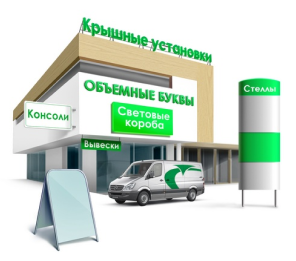 Крышные установки
ОБЪЕМНЫЕ БУКВЫ
Стеллы
Консоли
Световые
короба
Вывески